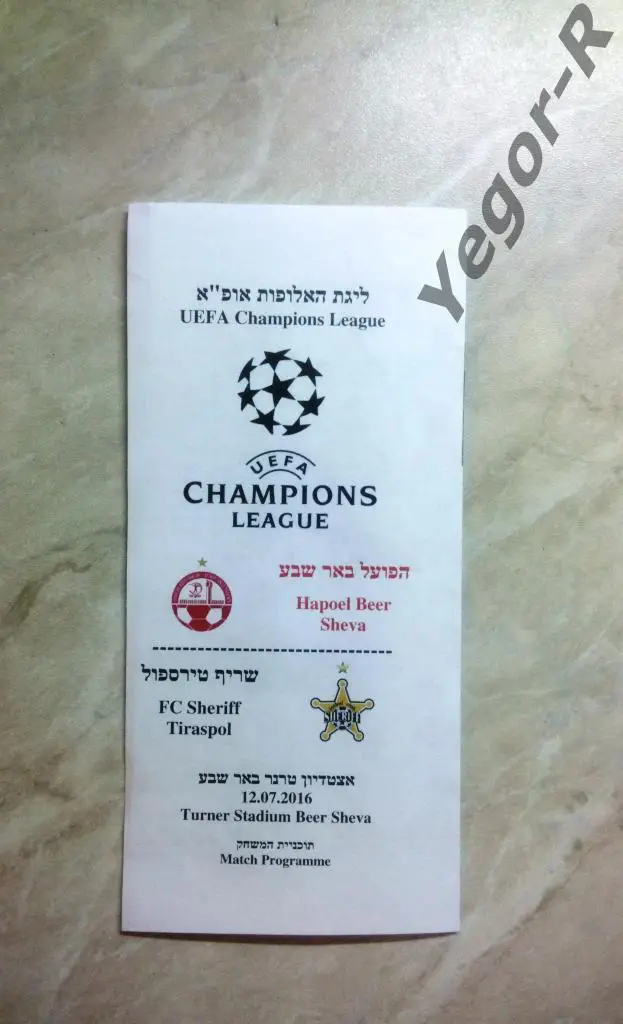 Yegor-R
ליגת האלופות אופ"א
UEFA Champions League
UEFA
CHAMPIONS
LEAGUE
הפועל באר שבע
Hapoel Beer
Sheva
שריף טירספול
FC Sheriff
Tiraspol
SHERIFF
אצטדיון טרנר באר שבע
12.07.2016
Turner Stadium Beer Sheva
תוכניית המשחק
Match Programme